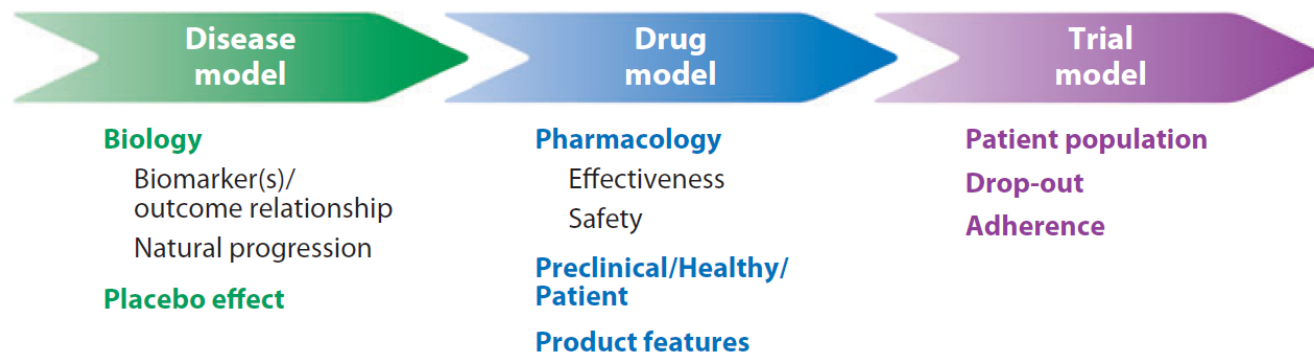 Disease
model
Biology
Biomarker(s)/
outcome relationship
Natural progression
Placebo effect
Drug
model
Pharmacology
Effectiveness
Safety
Preclinical/Healthy/
Patient
Product features
Trial
model
Patient population
Drop-out
Adherence